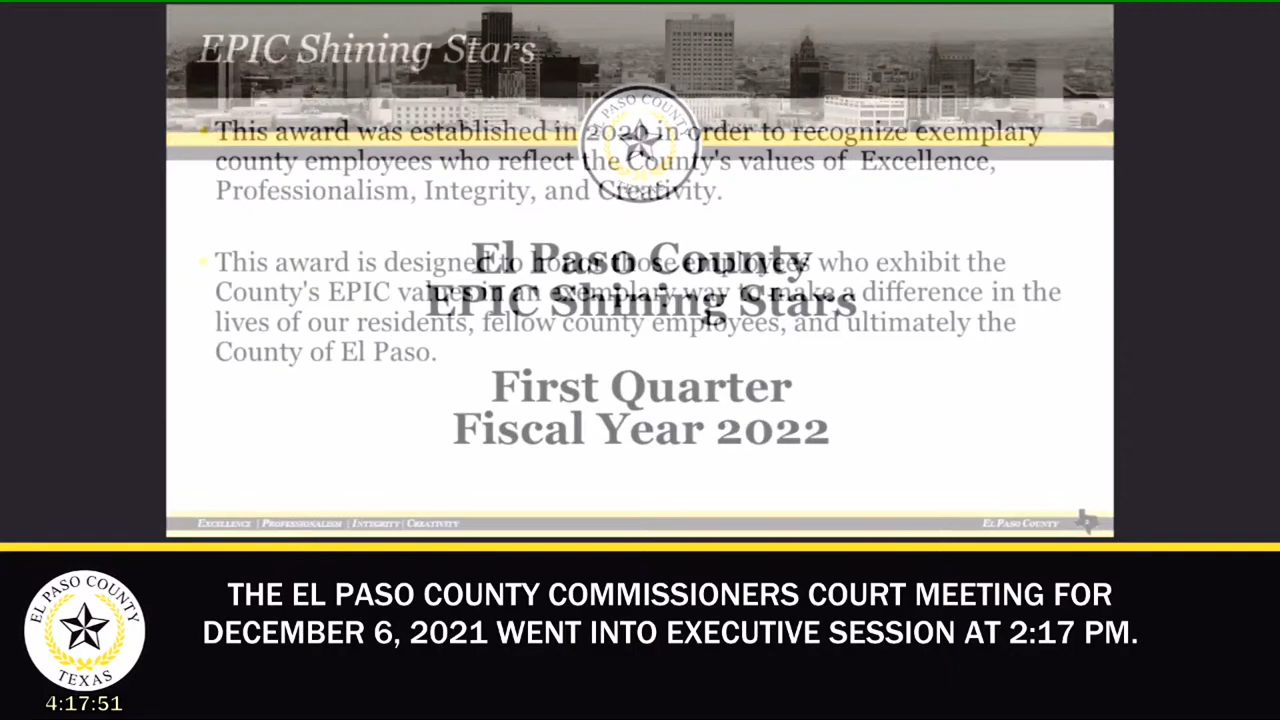 EPIC Shining Stars
EL PASO COUNTY
This award was established in 2020 in order to recognize exemplary
county employees who reflect the County's values of Excellence,
Professionalism, Integrity, and Creativity.
TEXAS
This award is designed to honor those employees who exhibit the
County's EPIC values in an exemplary way to make a difference in the
lives of our residents, fellow county employees, and ultimately the
County of El Paso.
El Paso County
EPIC Shining Stars
First Quarter
Fiscal Year 2022
EXCELLENCE | PROFESSIONALISM | INTEGRITY | CREATIVITY
EL PASO COUNTY
2
EL PASO COUNTY
TEXAS
4:17:51
THE EL PASO COUNTY COMMISSIONERS COURT MEETING FOR
DECEMBER 6, 2021 WENT INTO EXECUTIVE SESSION AT 2:17 PM.